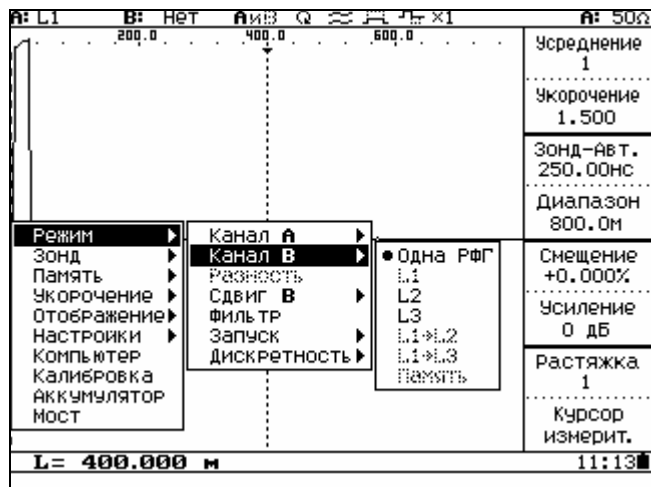 A: L1 B: Нет АиВ Q ×1 A: 50Ω
200.0 400.0 600.0
Усреднение
1
Укорочение
1.500
Зонд-Авт.
250.00нс
Диапазон
800.0м
Смещение
+0.000%
Усиление
0 дБ
Растяжка
1
Курсор
измерит.
Режим
Зонд
Память
Укорочение
Отображение
Настройки
Компьютер
Калибровка
Аккумулятор
Мост
Канал А
Канал В
Разность
Сдвиг В
Фильтр
Запуск
Дискретность
Одна РФГ
L1
L2
L3
L1→L2
L1→L3
Память
L= 400.000 м 11:13